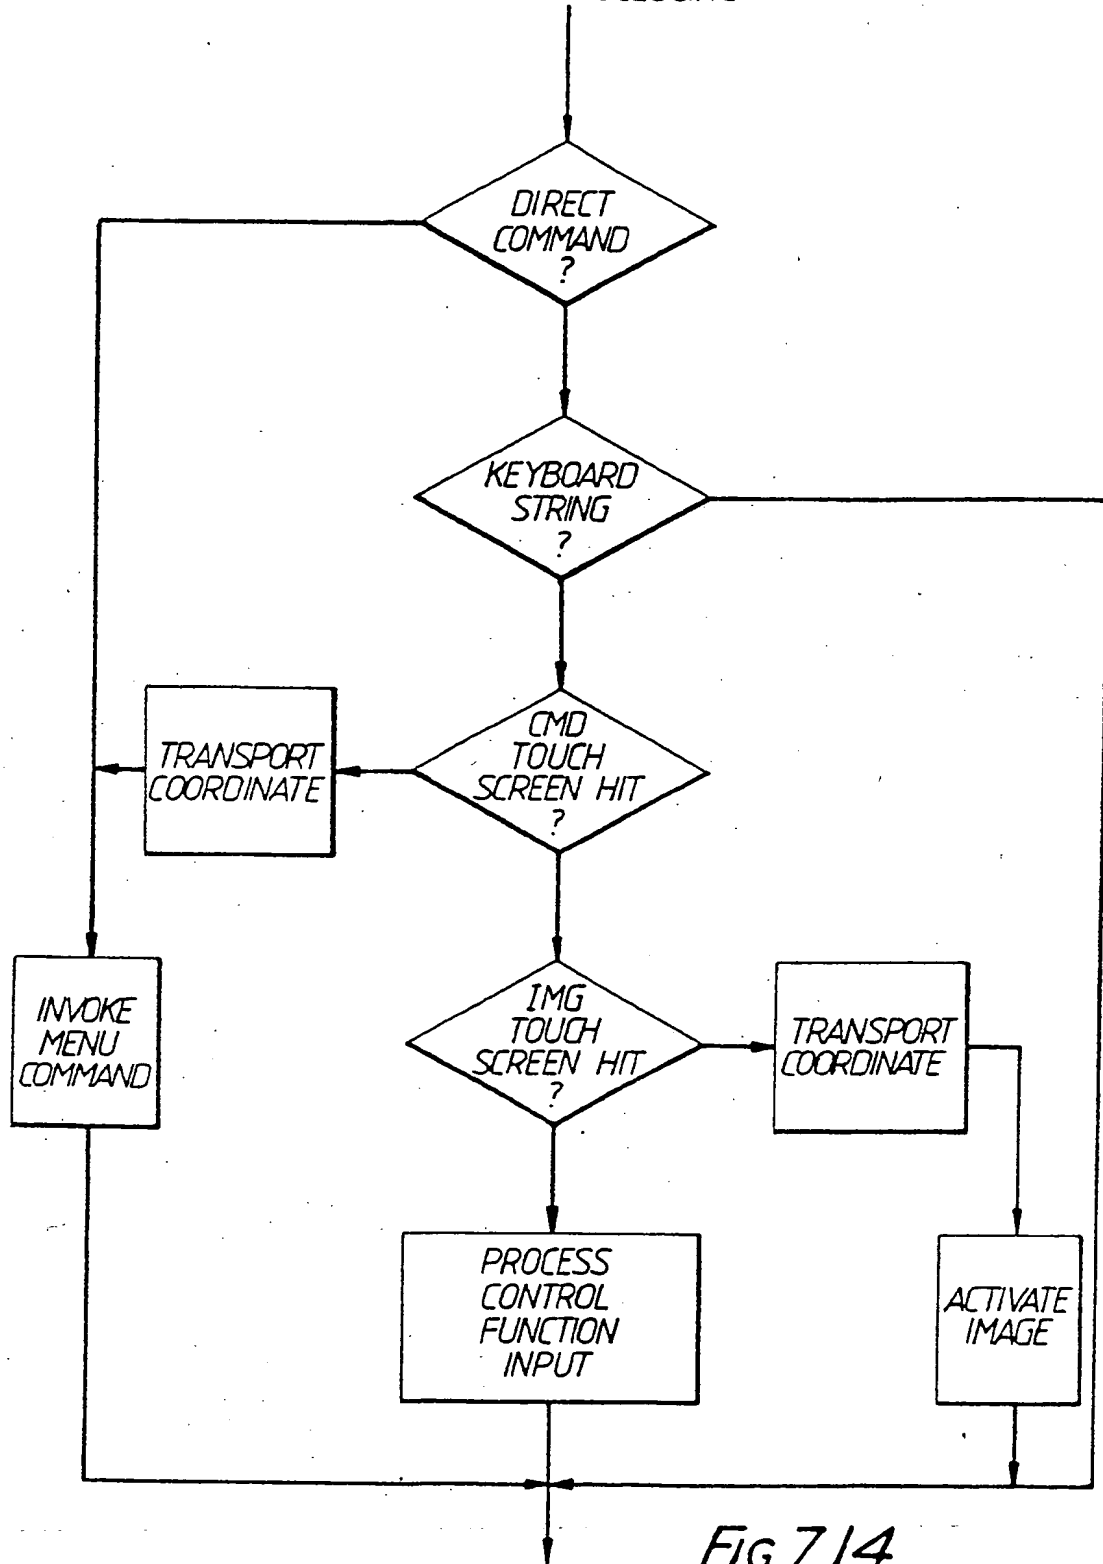 DIRECT
COMMAND
?
KEYBOARD
STRING
?
CMD
TOUCH
SCREEN HIT
?
TRANSPORT
COORDINATE
INVOKE
MENU
COMMAND
IMG
TOUCH
SCREEN HIT
?
TRANSPORT
COORDINATE
PROCESS
CONTROL
FUNCTION
INPUT
ACTIVATE
IMAGE
FIG 7/4